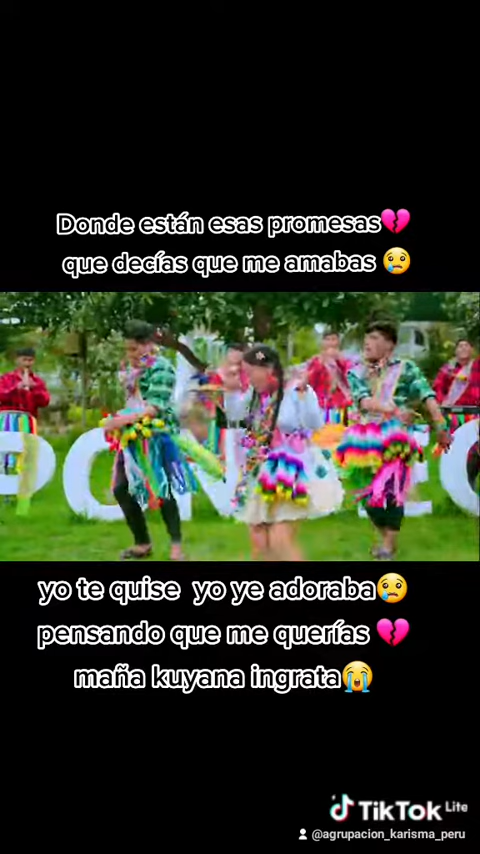 Donde están esas promesas💔
que decías que me amabas 😢
PON
yo te quise yo ye adoraba😢
pensando que me querías 💔
maña kuyana ingrata😭
TikTok Lite
@agrupacion_karisma_peru